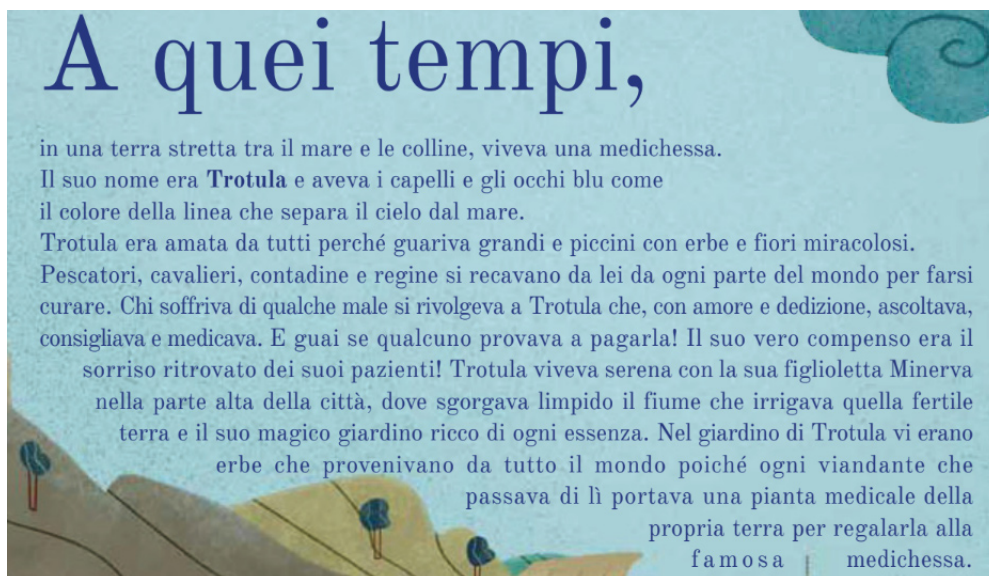 A quei tempi,
in una terra stretta tra il mare e le colline, viveva una medichessa.
Il suo nome era Trotula e aveva i capelli e gli occhi blu come
il colore della linea che separa il cielo dal mare.
Trotula era amata da tutti perché guariva grandi e piccini con erbe e fiori miracolosi.
Pescatori, cavalieri, contadine e regine si recavano da lei da ogni parte del mondo per farsi
curare. Chi soffriva di qualche male si rivolgeva a Trotula che, con amore e dedizione, ascoltava,
consigliava e medicava. E guai se qualcuno provava a pagarla! Il suo vero compenso era il
sorriso ritrovato dei suoi pazienti! Trotula viveva serena con la sua figlioletta Minerva
nella parte alta della città, dove sgorgava limpido il fiume che irrigava quella fertile
terra e il suo magico giardino ricco di ogni essenza. Nel giardino di Trotula vi erano
erbe che provenivano da tutto il mondo poiché ogni viandante che
passava di lì portava una pianta medicale della
propria terra per regalarla alla
famosa medichessa.